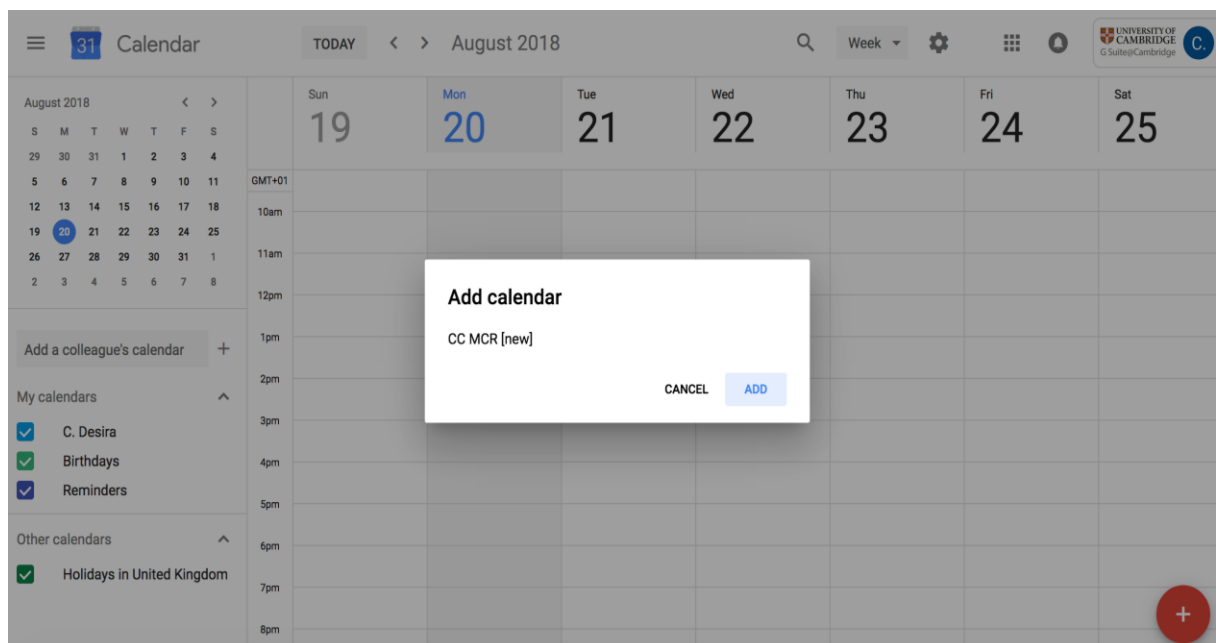 31 Calendar TODAY < > August 2018 Week UNIVERSITY OF
CAMBRIDGE
G Suite@Cambridge
C.
August 2018 < >
S M T W T F S
29 30 31 1 2 3 4
5 6 7 8 9 10 11
12 13 14 15 16 17 18
19 20 21 22 23 24 25
26 27 28 29 30 31 1
2 3 4 5 6 7 8
Add a colleague's calendar +
My calendars
C. Desira
Birthdays
Reminders
Other calendars
Holidays in United Kingdom
Sun Mon Tue Wed Thu Fri Sat
19 20 21 22 23 24 25
GMT+01
10am
11am
12pm
1pm
2pm
3pm
4pm
5pm
6pm
7pm
8pm
Add calendar
CC MCR [new]
CANCEL ADD
+